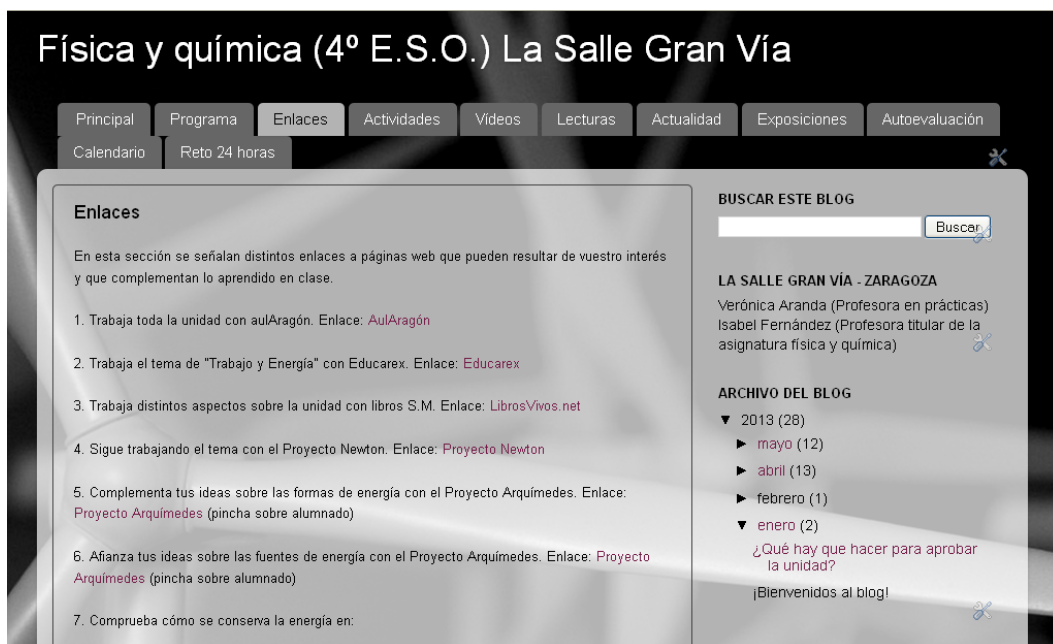 Física y química (4º E.S.O.) La Salle Gran Vía
Principal Programa Enlaces Actividades Vídeos Lecturas Actualidad Exposiciones Autoevaluación
Calendario Reto 24 horas
Enlaces
En esta sección se señalan distintos enlaces a páginas web que pueden resultar de vuestro interés
y que complementan lo aprendido en clase.
1. Trabaja toda la unidad con aulAragón. Enlace: AulAragón
2. Trabaja el tema de "Trabajo y Energía" con Educarex. Enlace: Educarex
3. Trabaja distintos aspectos sobre la unidad con libros S.M. Enlace: LibrosVivos.net
4. Sigue trabajando el tema con el Proyecto Newton. Enlace: Proyecto Newton
5. Complementa tus ideas sobre las formas de energía con el Proyecto Arquímedes. Enlace:
Proyecto Arquímedes (pincha sobre alumnado)
6. Afianza tus ideas sobre las fuentes de energía con el Proyecto Arquímedes. Enlace: Proyecto
Arquímedes (pincha sobre alumnado)
7. Comprueba cómo se conserva la energía en:
BUSCAR ESTE BLOG
Buscar
LA SALLE GRAN VÍA - ZARAGOZA
Verónica Aranda (Profesora en prácticas)
Isabel Fernández (Profesora titular de la
asignatura física y química)
ARCHIVO DEL BLOG
▼ 2013 (28)
► mayo (12)
► abril (13)
► febrero (1)
▼ enero (2)
¿Qué hay que hacer para aprobar
la unidad?
¡Bienvenidos al blog!